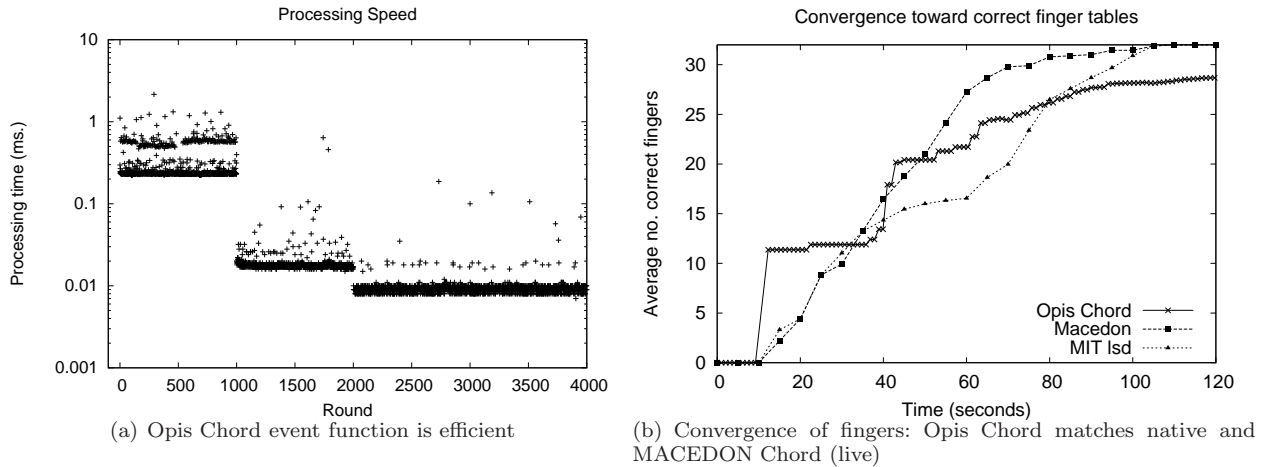 Processing Speed
10
1
0.1
0.01
0.001
Processing time (ms.)
0 500 1000 1500 2000 2500 3000 3500 4000
Round
(a) Opis Chord event function is efficient
Convergence toward correct finger tables
30
25
20
15
10
5
0
Average no. correct fingers
Opis Chord
Macedon
MIT lsd
0 20 40 60 80 100 120
Time (seconds)
(b) Convergence of fingers: Opis Chord matches native and
MACEDON Chord (live)